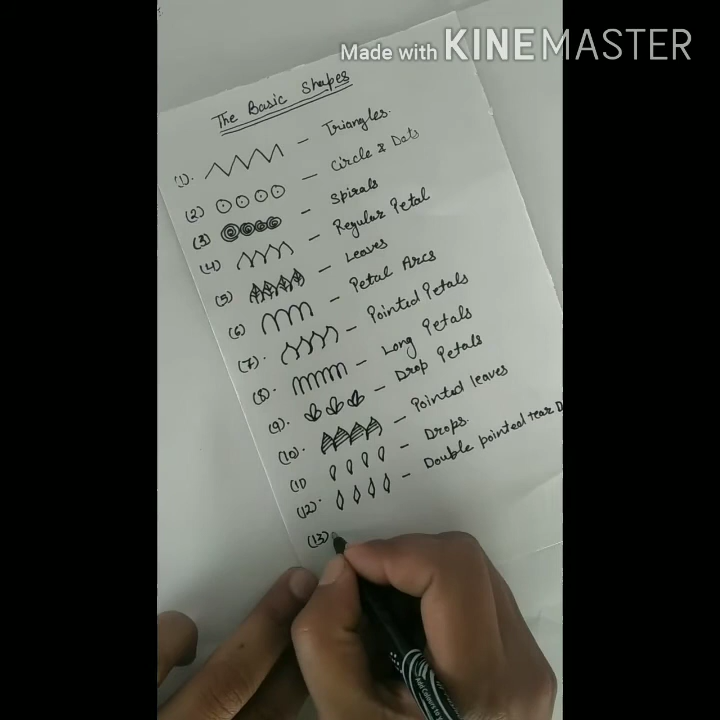 Made with KINEMASTER
The Basic Shapes
(1). — Triangles.
(2) — Circle & Dots
(3) — Spirals
(4) — Regular Petal
(5) — Leaves
(6) — Petal Arcs
(7). — Pointed Petals
(8). — Long Petals
(9). — Drop Petals
(10). — Pointed leaves
(11) — Drops.
(12). — Double pointed tear D
(13)